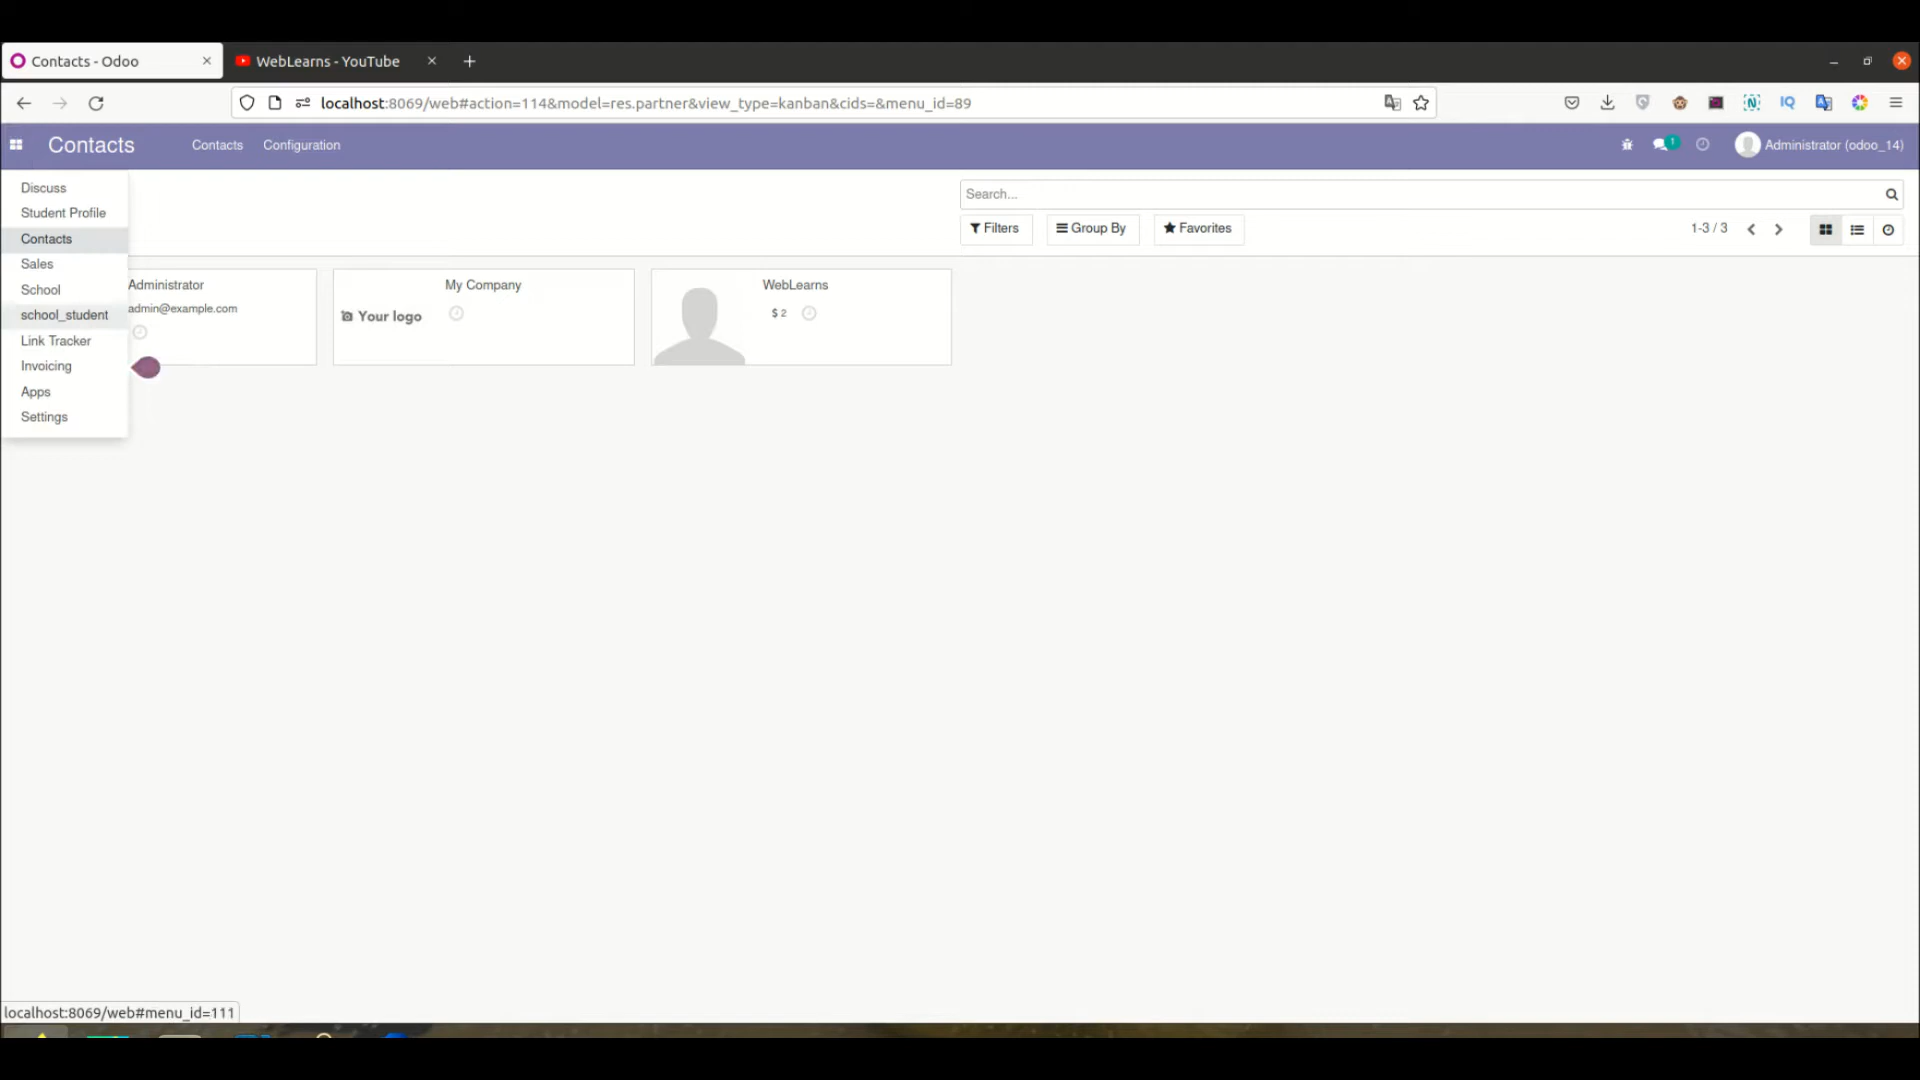 Contacts - Odoo
WebLearns - YouTube
localhost:8069/web#action=114&model=res.partner&view_type=kanban&cids=&menu_id=89
IQ
Contacts
Contacts
Configuration
1
Administrator (odoo_14)
Discuss
Student Profile
Contacts
Sales
School
school_student
Link Tracker
Invoicing
Apps
Settings
Search...
Filters
Group By
Favorites
1-3 / 3
Administrator
admin@example.com
My Company
Your logo
WebLearns
$ 2
localhost:8069/web#menu_id=111